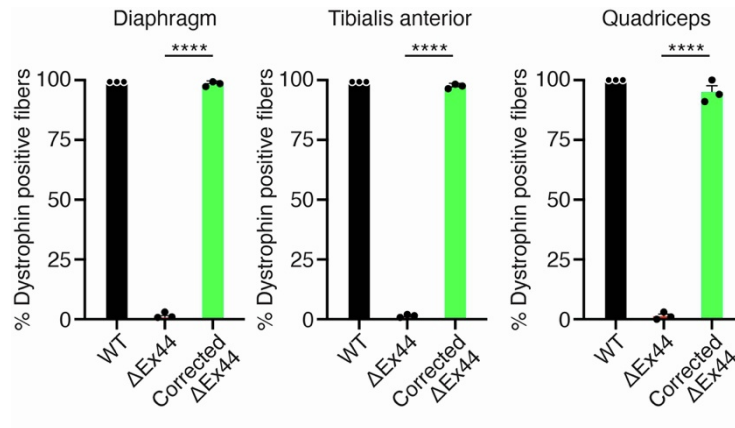 Diaphragm
****
% Dystrophin positive fibers
100
75
50
25
0
WT
ΔEx44
Corrected
ΔEx44
Tibialis anterior
****
% Dystrophin positive fibers
100
75
50
25
0
WT
ΔEx44
Corrected
ΔEx44
Quadriceps
****
% Dystrophin positive fibers
100
75
50
25
0
WT
ΔEx44
Corrected
ΔEx44